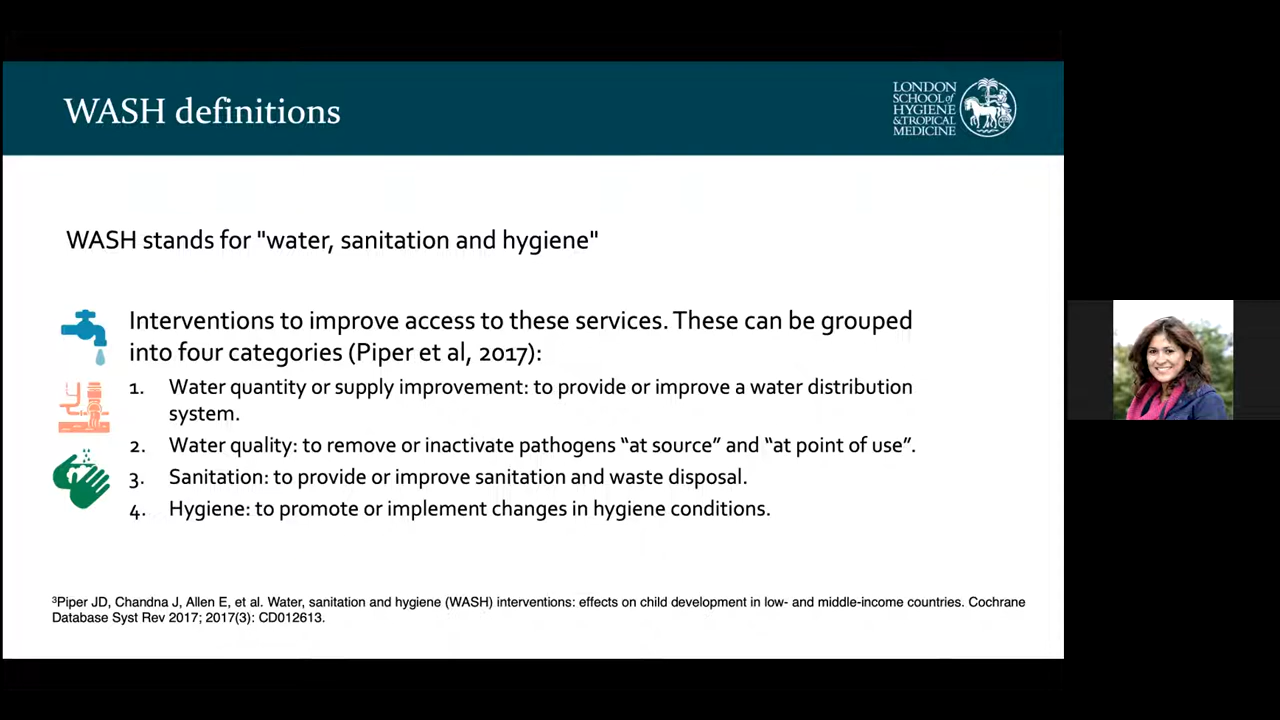 WASH definitions
LONDON
SCHOOL of
HYGIENE
& TROPICAL
MEDICINE
WASH stands for "water, sanitation and hygiene"
Interventions to improve access to these services. These can be grouped
into four categories (Piper et al, 2017):
1. Water quantity or supply improvement: to provide or improve a water distribution
system.
2. Water quality: to remove or inactivate pathogens “at source” and “at point of use”.
3. Sanitation: to provide or improve sanitation and waste disposal.
4. Hygiene: to promote or implement changes in hygiene conditions.
³Piper JD, Chandna J, Allen E, et al. Water, sanitation and hygiene (WASH) interventions: effects on child development in low- and middle-income countries. Cochrane
Database Syst Rev 2017; 2017(3): CD012613.